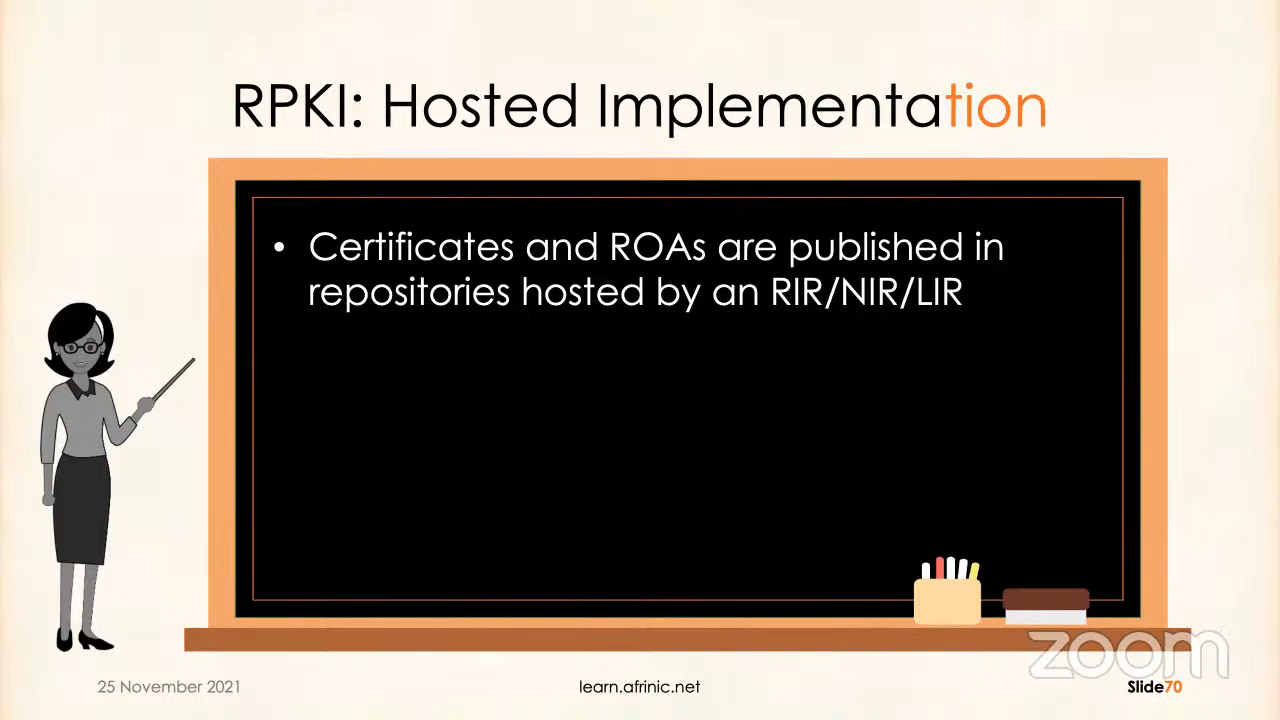 RPKI: Hosted Implementation
• Certificates and ROAs are published in
repositories hosted by an RIR/NIR/LIR
zoom
25 November 2021
learn.afrinic.net
Slide70